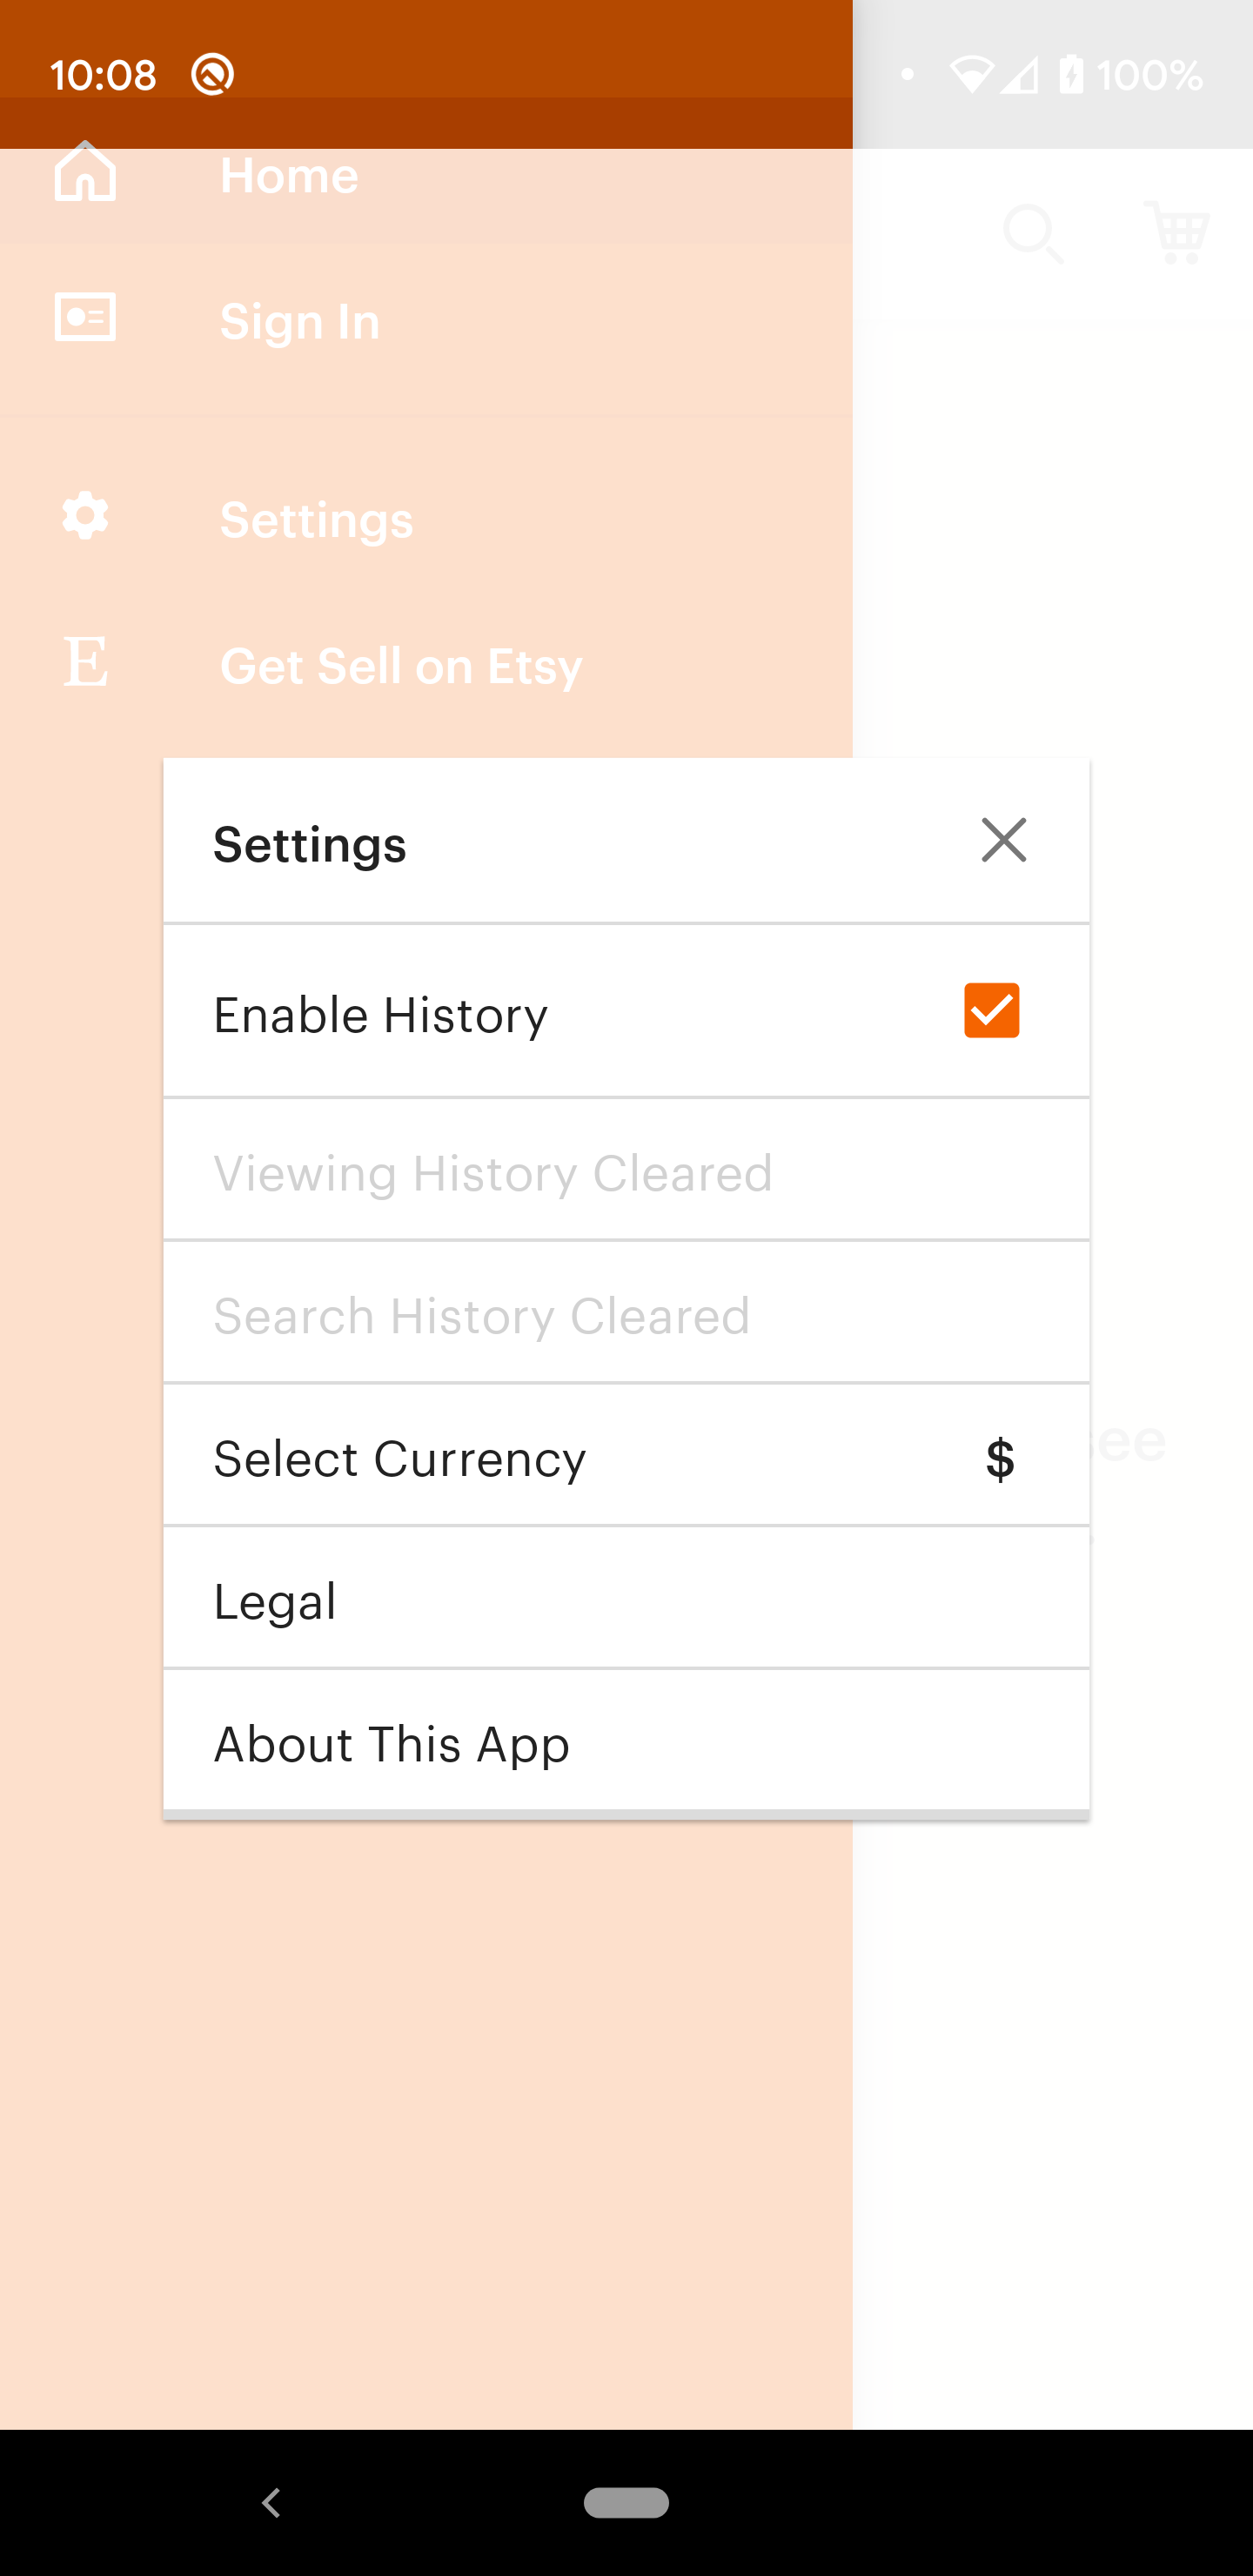 10:08
100%
Home
Sign In
Settings
E
Get Sell on Etsy
Settings
Enable History
Viewing History Cleared
Search History Cleared
Select Currency $
ee
Legal
About This App